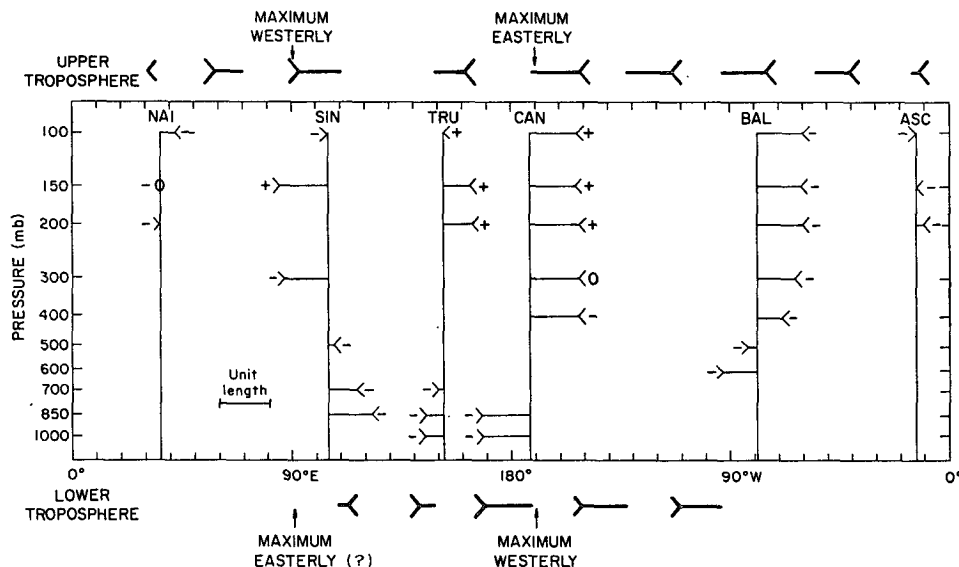 MAXIMUM WESTERLY
MAXIMUM EASTERLY
UPPER TROPOSPHERE
NAI SIN TRU CAN BAL ASC
100
150
200
300
400
500
600
700
850
1000
PRESSURE (mb)
- - + + - -
- O + + + - -
- + + - -
- O -
- -
- -
Unit length
-
- -
- - -
- -
0° 90°E 180° 90°W 0°
LOWER TROPOSPHERE
MAXIMUM EASTERLY (?)
MAXIMUM WESTERLY